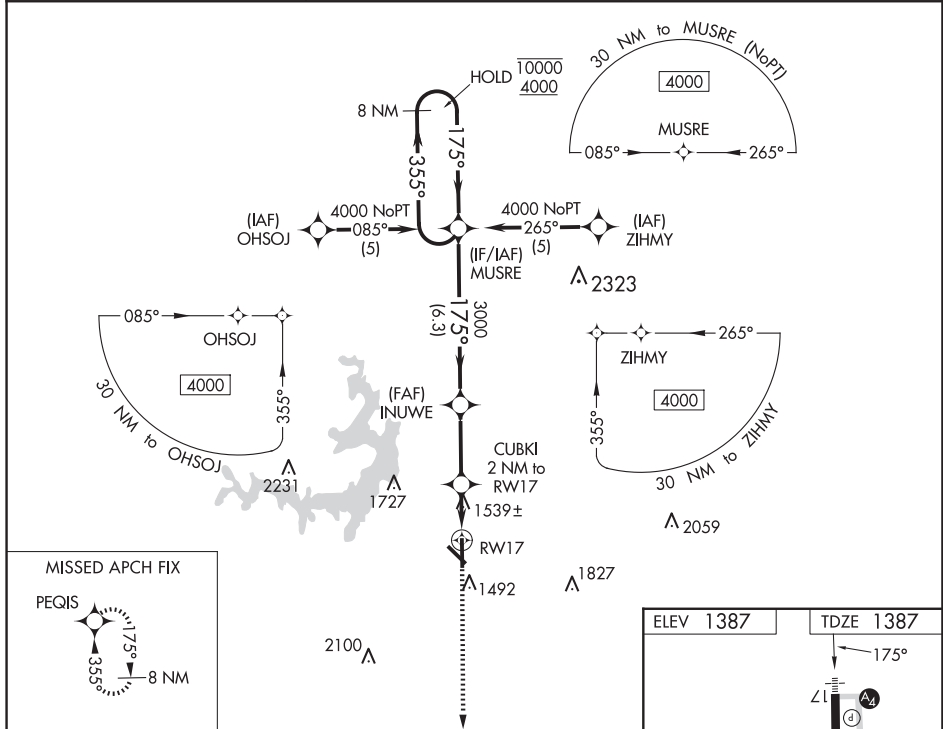 30 NM to MUSRE (NoPT)
4000
MUSRE
085°
265°
HOLD
10000
4000
8 NM
175°
355°
(IAF)
OHSOJ
4000 NoPT
085°
(5)
4000 NoPT
265°
(5)
(IAF)
ZIHMY
(IF/IAF)
MUSRE
2323
3000
175°
(6.3)
085°
OHSOJ
4000
355°
30 NM to OHSOJ
265°
ZIHMY
4000
355°
30 NM to ZIHMY
(FAF)
INUWE
CUBKI
2 NM to
RW17
2231
1727
1539±
2059
RW17
1492
1827
2100
MISSED APCH FIX
PEQIS
175°
355°
8 NM
ELEV 1387
TDZE 1387
175°
17
A4
P